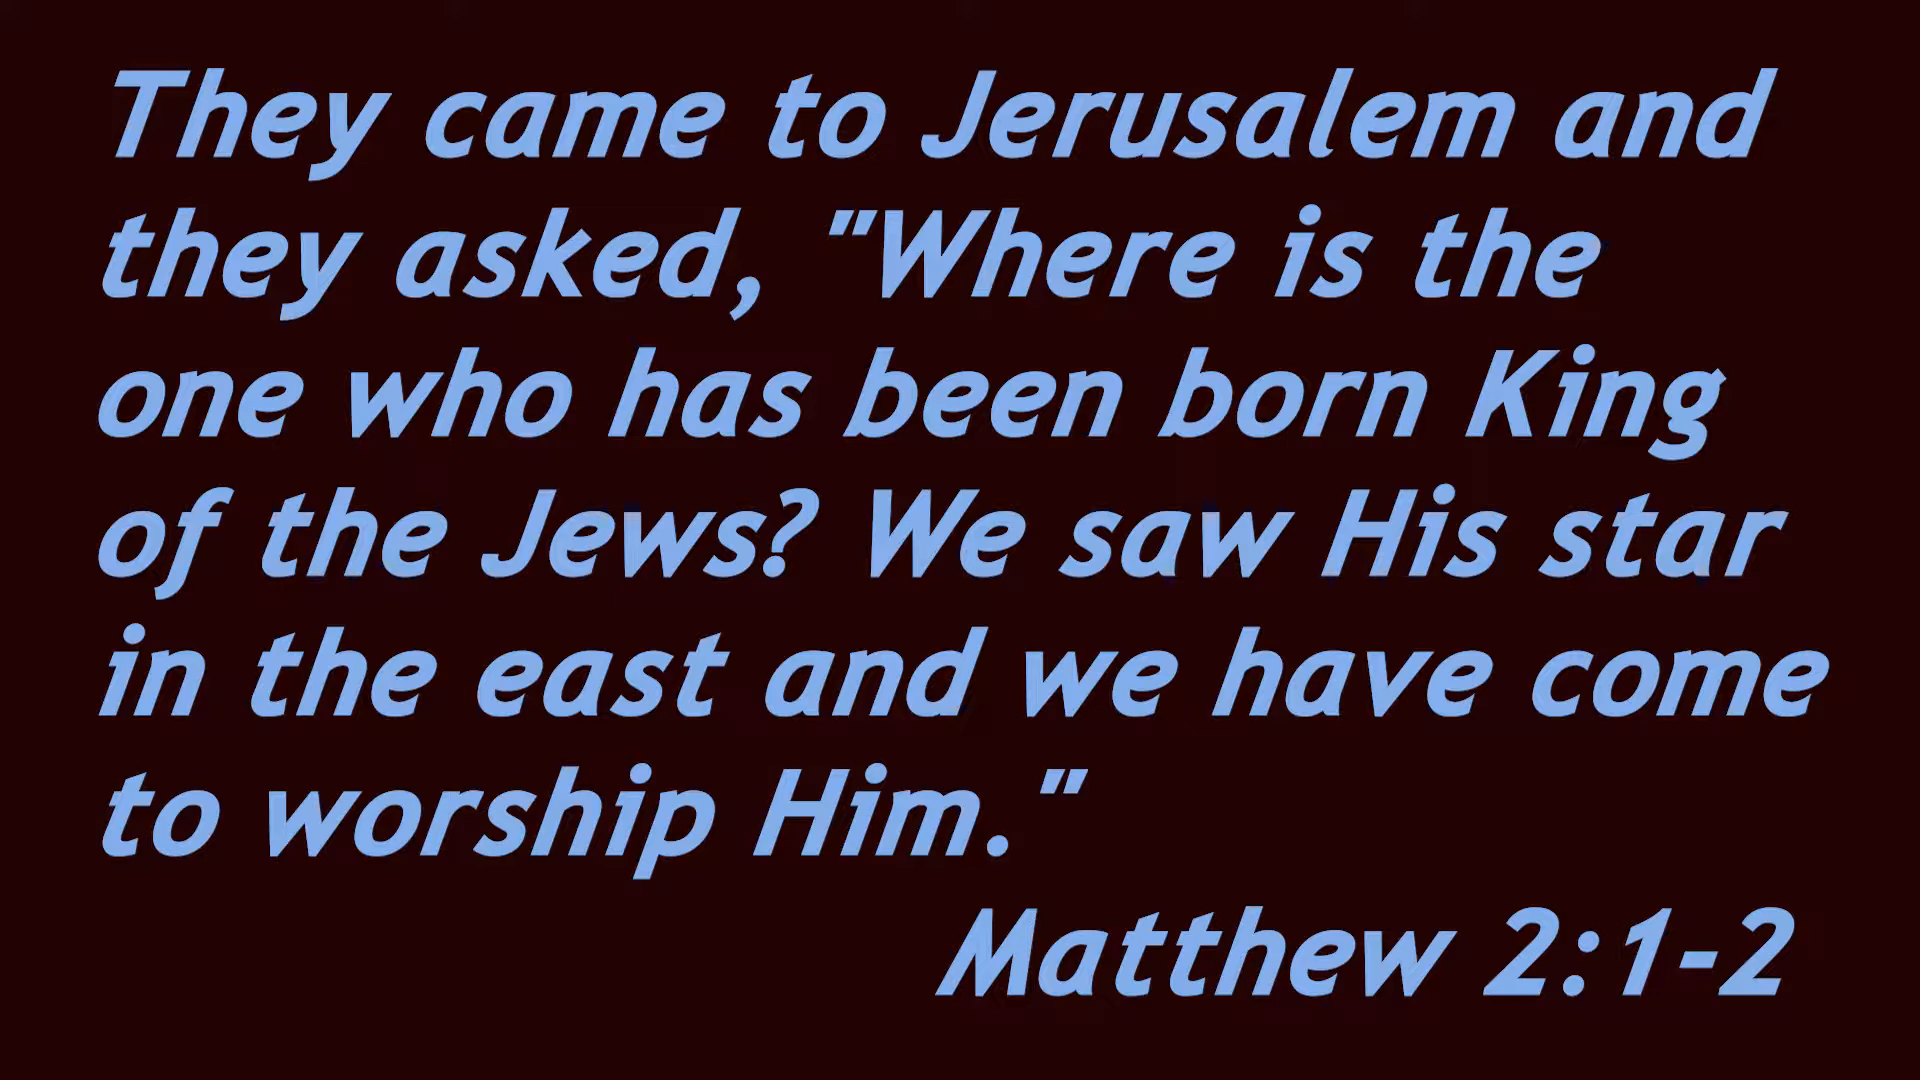 They came to Jerusalem and
they asked, "Where is the
one who has been born King
of the Jews? We saw His star
in the east and we have come
to worship Him."
Matthew 2:1-2